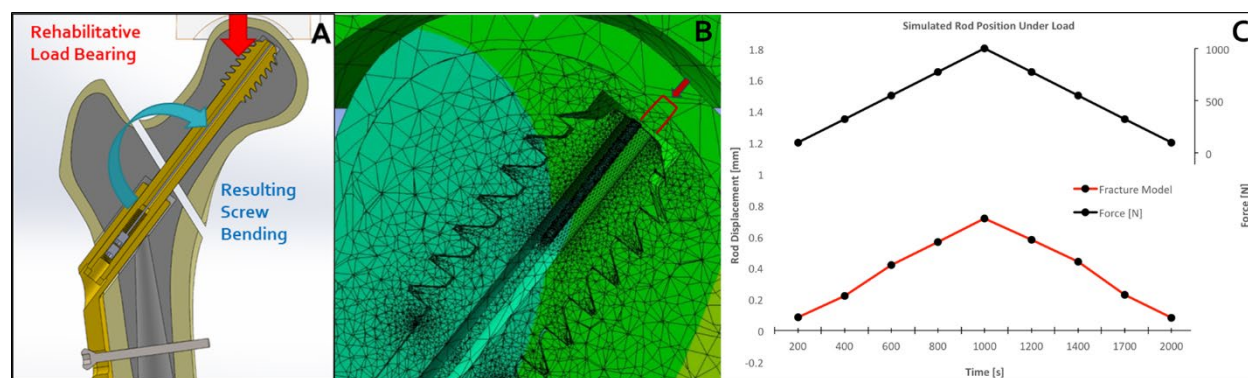 Rehabilitative
Load Bearing
A
Resulting
Screw
Bending
B
Simulated Rod Position Under Load
C
1.8
1.6
1.4
1.2
1
0.8
0.6
0.4
0.2
0
-0.2
Rod Displacement [mm]
1000
500
0
Force [N]
Fracture Model
Force [N]
200 400 600 800 1000 1200 1400 1700 2000
Time [s]